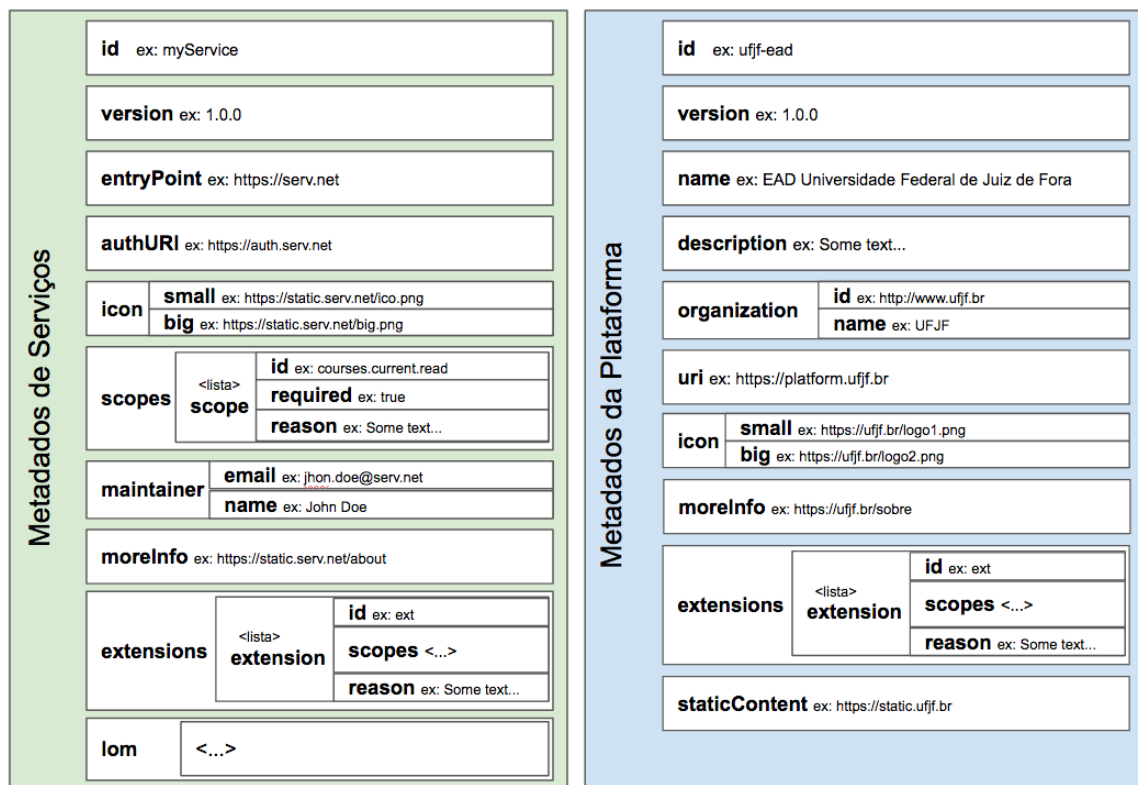 Metadados de Serviços
id ex: myService
version ex: 1.0.0
entryPoint ex: https://serv.net
authURI ex: https://auth.serv.net
icon
small ex: https://static.serv.net/ico.png
big ex: https://static.serv.net/big.png
scopes
<lista>
scope
id ex: courses.current.read
required ex: true
reason ex: Some text...
maintainer
email ex: jhon.doe@serv.net
name ex: John Doe
moreInfo ex: https://static.serv.net/about
extensions
<lista>
extension
id ex: ext
scopes <...>
reason ex: Some text...
lom
<...>
Metadados da Plataforma
id ex: ufjf-ead
version ex: 1.0.0
name ex: EAD Universidade Federal de Juiz de Fora
description ex: Some text...
organization
id ex: http://www.ufjf.br
name ex: UFJF
uri ex: https://platform.ufjf.br
icon
small ex: https://ufjf.br/logo1.png
big ex: https://ufjf.br/logo2.png
moreInfo ex: https://ufjf.br/sobre
extensions
<lista>
extension
id ex: ext
scopes <...>
reason ex: Some text...
staticContent ex: https://static.ufjf.br